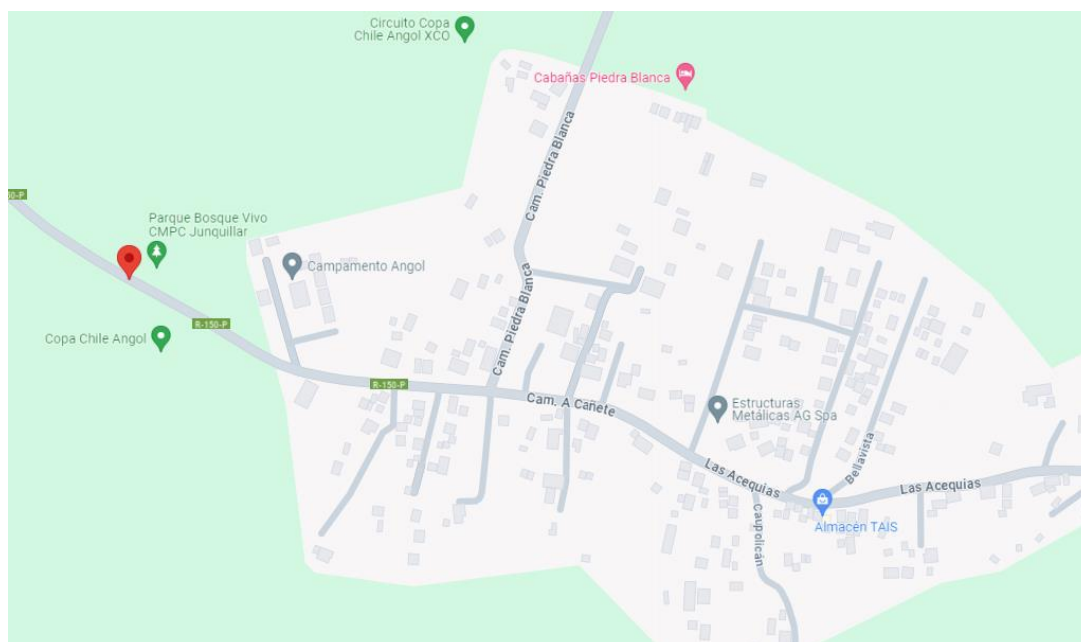 Circuito Copa
Chile Angol XCO
Cabañas Piedra Blanca
Cam. Piedra Blanca
Parque Bosque Vivo
CMPC Junquillar
Campamento Angol
Cam. Piedra Blanca
R-150-P
Copa Chile Angol
R-150-P
Cam. A Cañete
Estructuras
Metálicas AG Spa
Las Acequias
Bellavista
Las Acequias
Caupolicán
Almacén TAIS